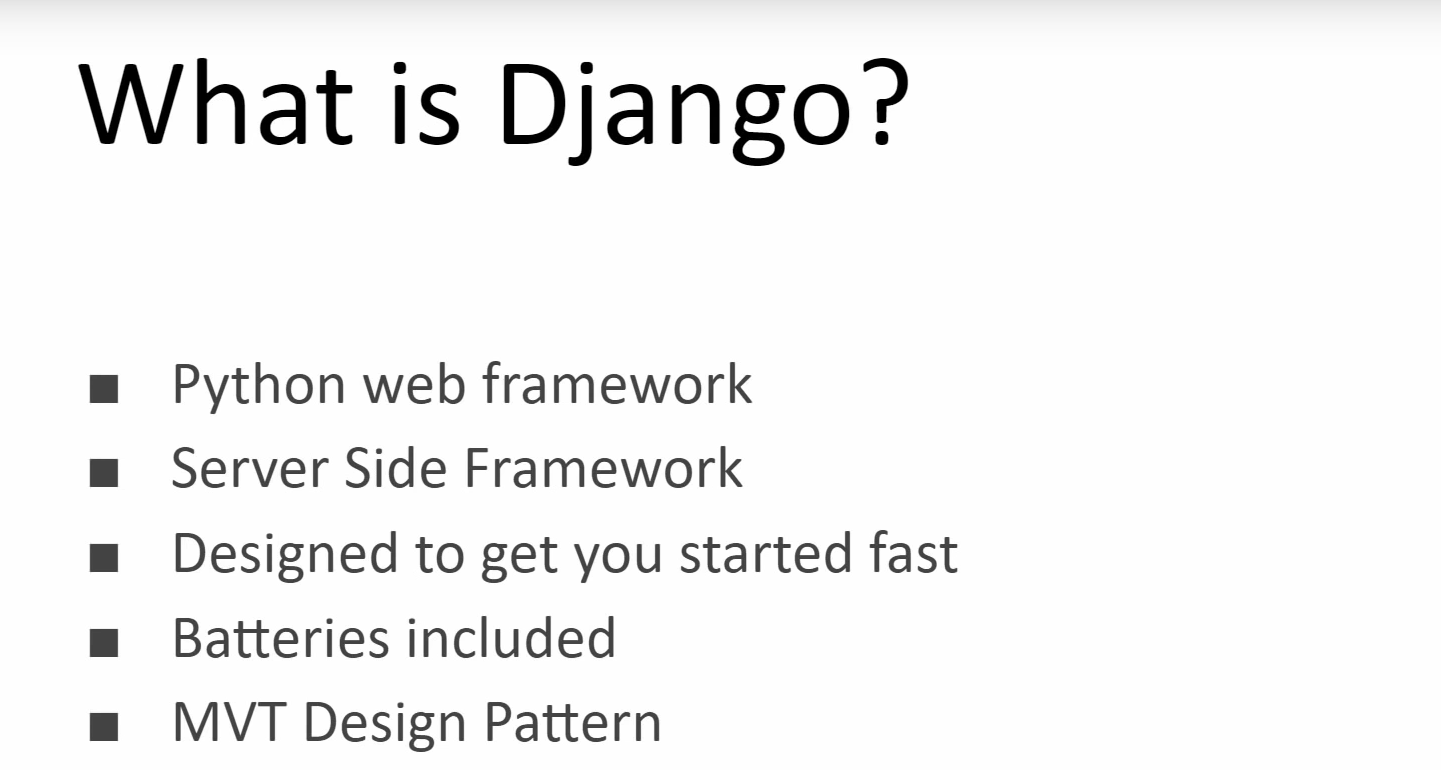 What is Django?
■ Python web framework
■ Server Side Framework
■ Designed to get you started fast
■ Batteries included
■ MVT Design Pattern